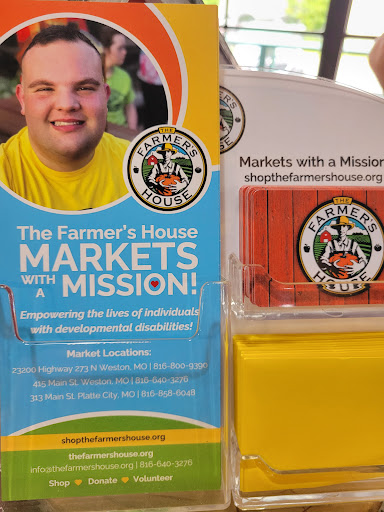 THE
FARMER'S
HOUSE
The Farmer's House
MARKETS
WITH A MISSION!
Empowering the lives of individuals
with developmental disabilities!
Market Locations:
23200 Highway 273 N Weston, MO | 816-800-9390
415 Main St. Weston, MO | 816-640-3276
313 Main St. Platte City, MO | 816-858-6048
shopthefarmershouse.org
thefarmershouse.org
info@thefarmershouse.org | 816-640-3276
Shop Donate Volunteer
FARMER'S
HOUSE
Markets with a Mission
shopthefarmershouse.org
THE
FARMER'S
HOUSE